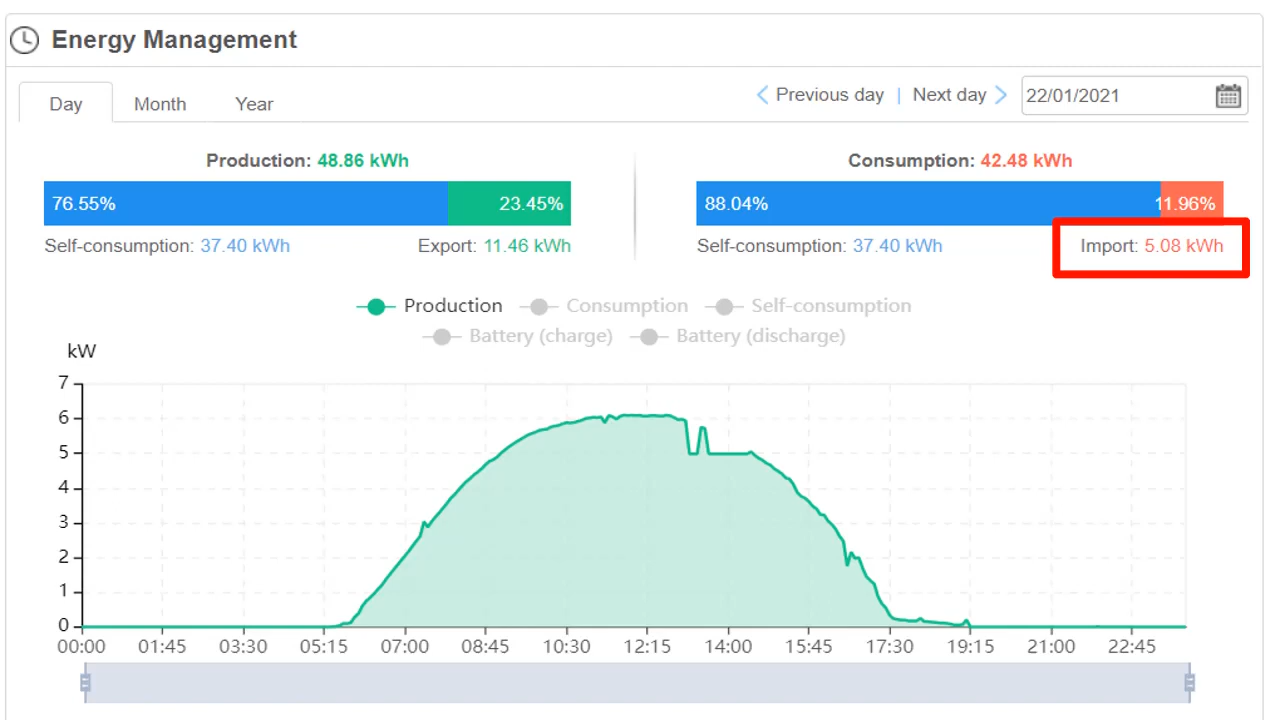 Energy Management
Day Month Year
Previous day | Next day 22/01/2021
Production: 48.86 kWh
Consumption: 42.48 kWh
76.55% 23.45%
88.04% 11.96%
Self-consumption: 37.40 kWh Export: 11.46 kWh
Self-consumption: 37.40 kWh Import: 5.08 kWh
Production Consumption Self-consumption
Battery (charge) Battery (discharge)
kW
7
6
5
4
3
2
1
0
00:00 01:45 03:30 05:15 07:00 08:45 10:30 12:15 14:00 15:45 17:30 19:15 21:00 22:45